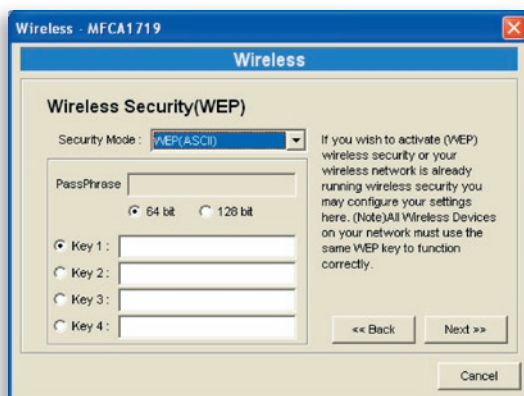 Wireless - MFCA1719
Wireless
Wireless Security(WEP)
Security Mode : WEP(ASCII)
PassPhrase
64 bit 128 bit
Key 1 :
Key 2 :
Key 3 :
Key 4 :
If you wish to activate (WEP)
wireless security or your
wireless network is already
running wireless security you
may configure your settings
here. (Note)All Wireless Devices
on your network must use the
same WEP key to function
correctly.
<< Back Next >>
Cancel